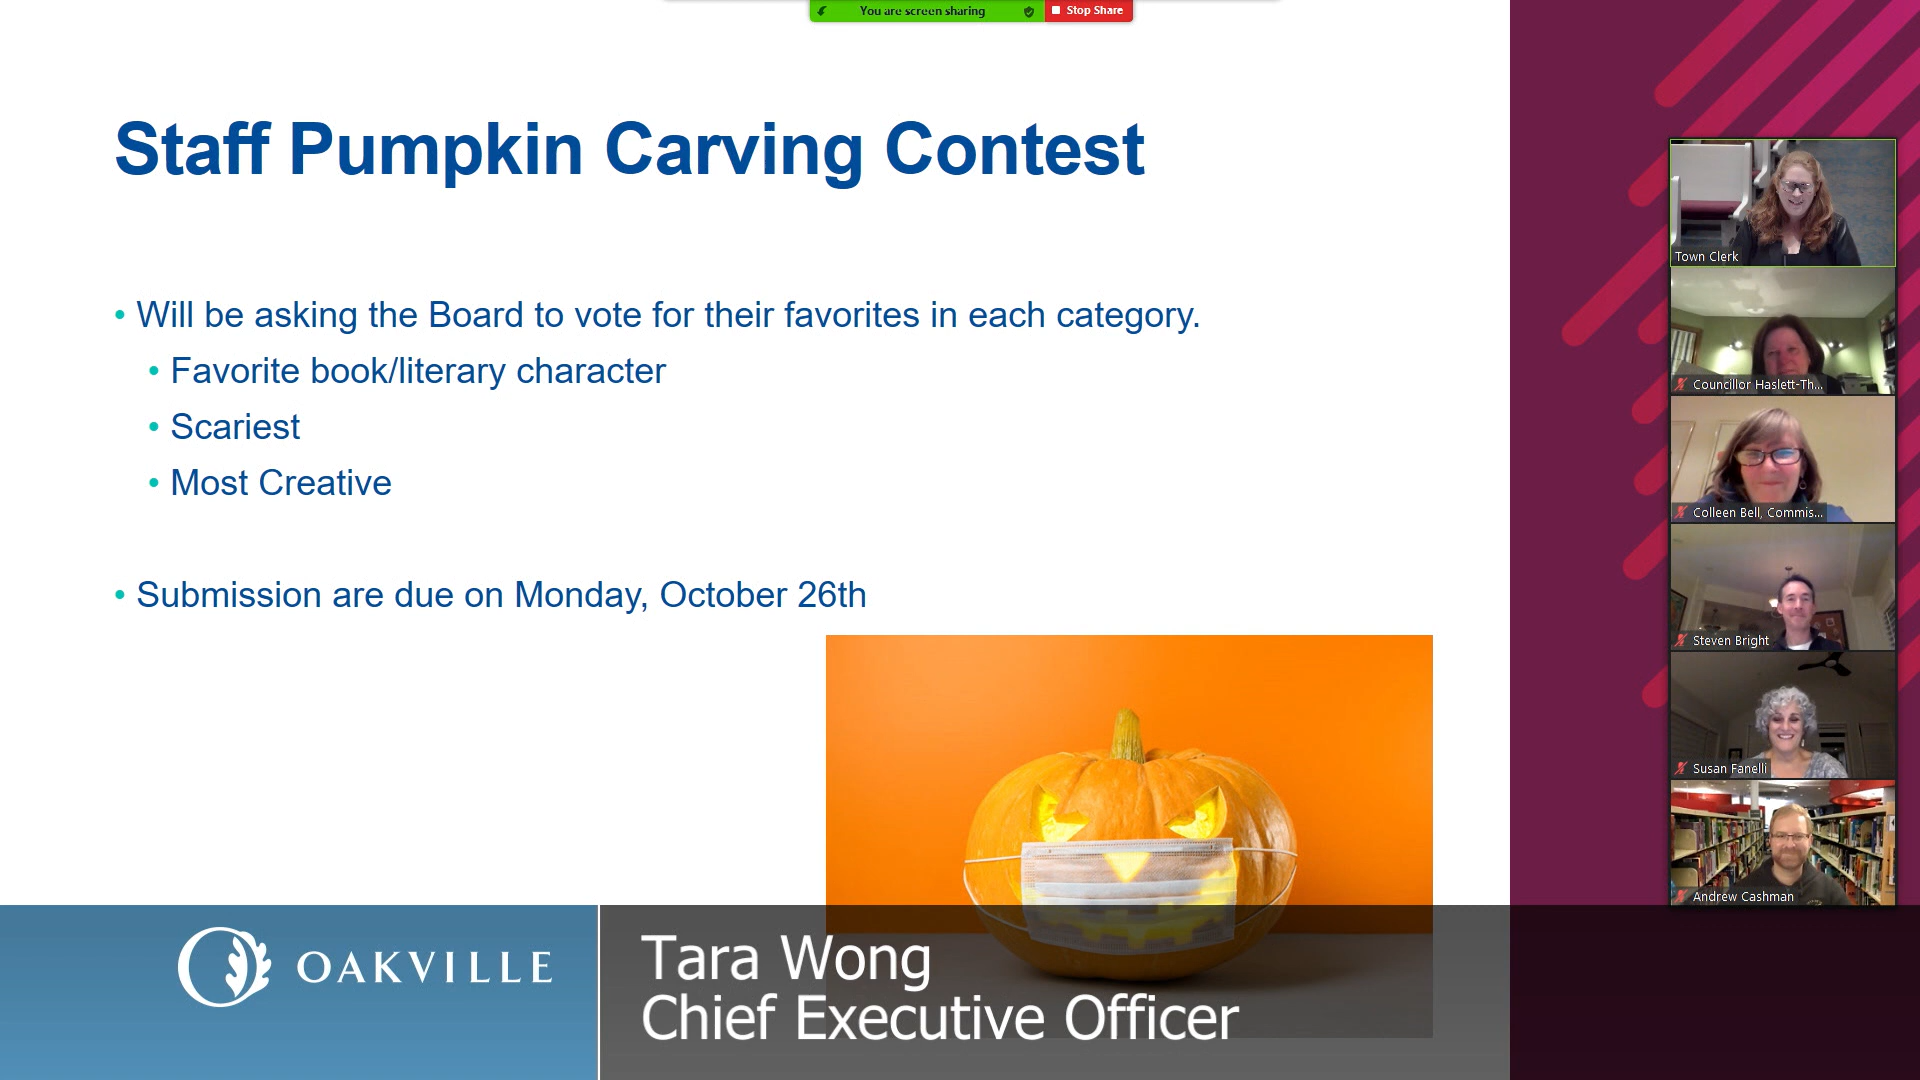 You are screen sharing
Stop Share
Staff Pumpkin Carving Contest
• Will be asking the Board to vote for their favorites in each category.
• Favorite book/literary character
• Scariest
• Most Creative
• Submission are due on Monday, October 26th
Town Clerk
Councillor Haslett-Th...
Colleen Bell, Commis...
Steven Bright
Susan Fanelli
Andrew Cashman
OAKVILLE
Tara Wong
Chief Executive Officer